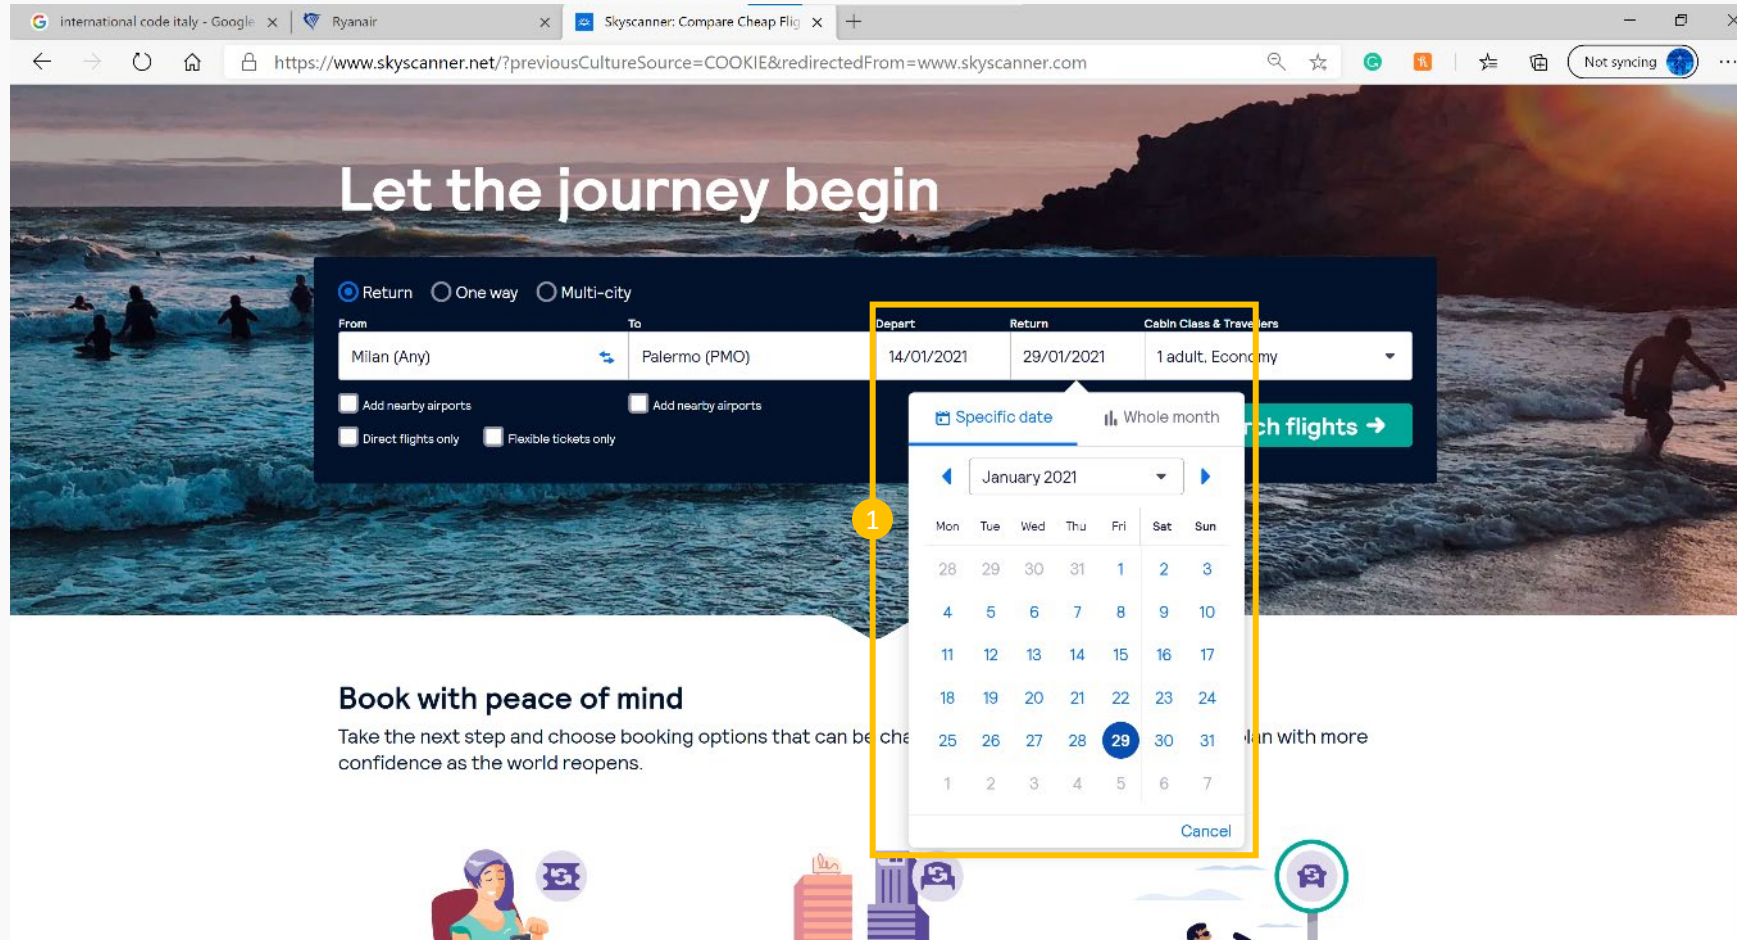 international code italy - Google
Ryanair
Skyscanner: Compare Cheap Flig
https://www.skyscanner.net/?previousCultureSource=COOKIE&redirectedFrom=www.skyscanner.com
Not syncing
Let the journey begin
Return One way Multi-city
From To Depart Return Cabin Class & Travellers
Milan (Any) Palermo (PMO) 14/01/2021 29/01/2021 1 adult, Economy
Add nearby airports Add nearby airports
Direct flights only Flexible tickets only
rch flights
Specific date Whole month
January 2021
1
Mon Tue Wed Thu Fri Sat Sun
28 29 30 31 1 2 3
4 5 6 7 8 9 10
11 12 13 14 15 16 17
18 19 20 21 22 23 24
25 26 27 28 29 30 31
1 2 3 4 5 6 7
Cancel
Book with peace of mind
Take the next step and choose booking options that can be cha lan with more
confidence as the world reopens.